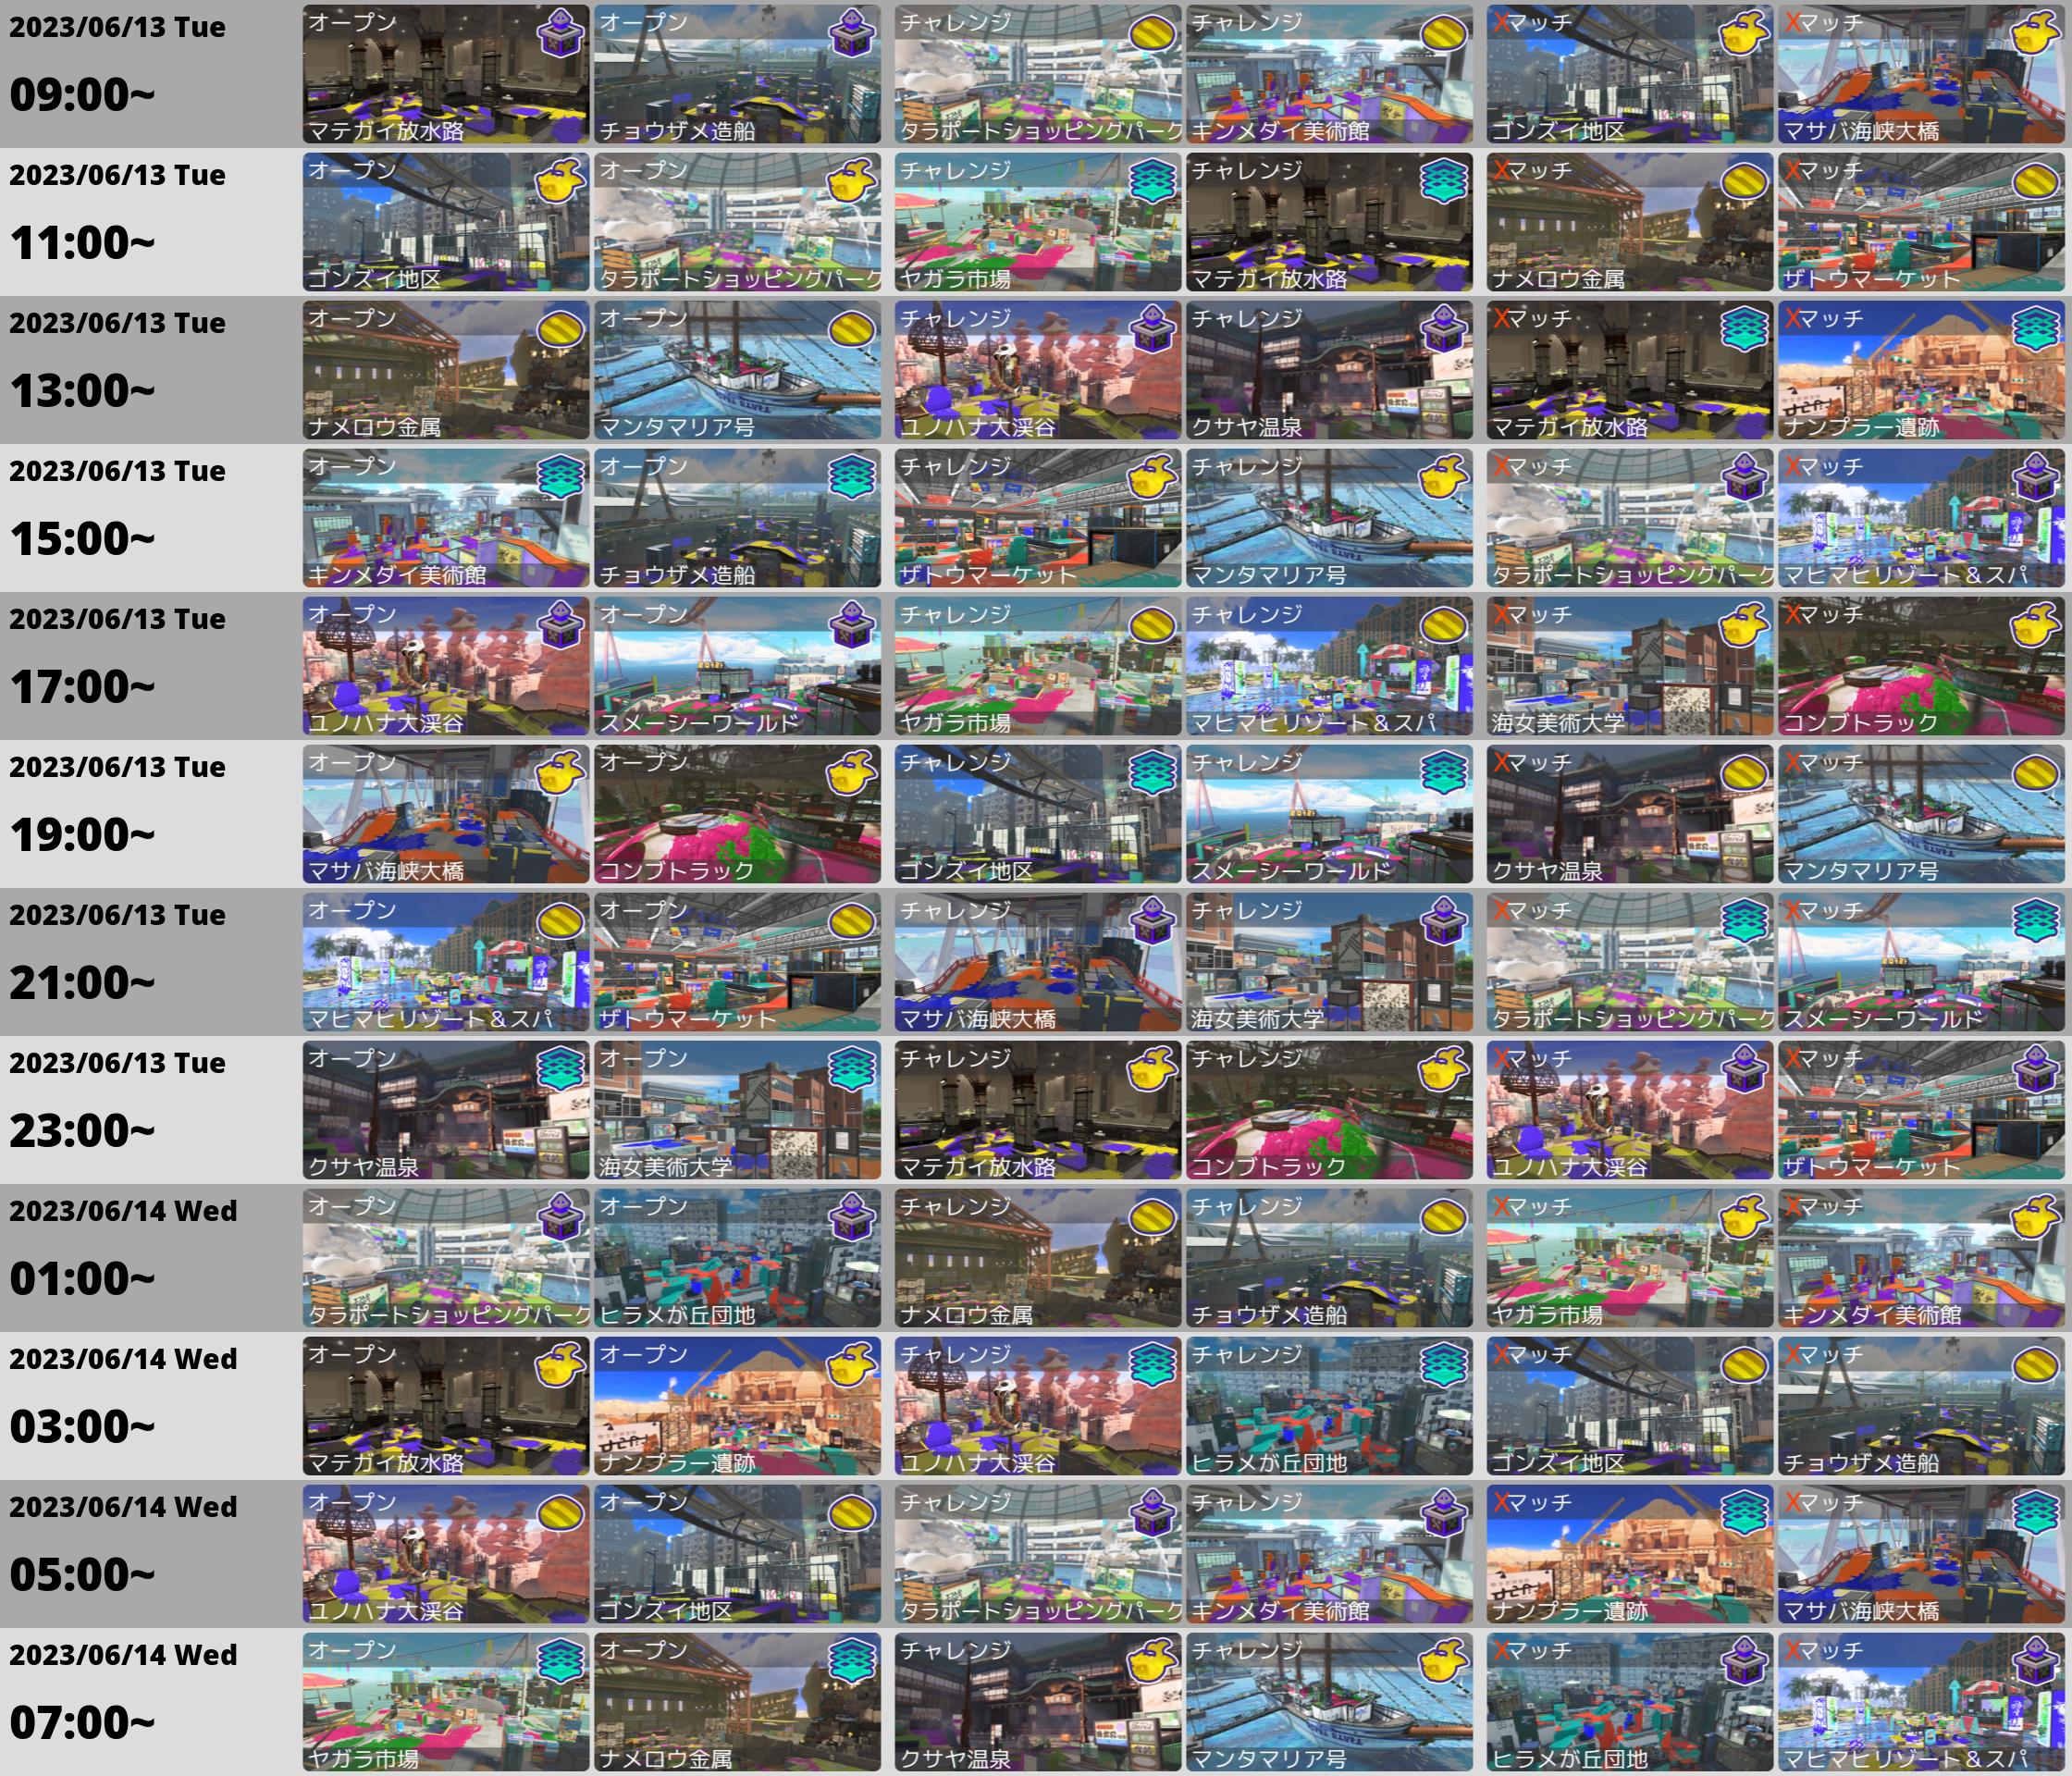 2023/06/13 Tue
09:00~
オープン オープン チャレンジ チャレンジ Xマッチ Xマッチ
マテガイ放水路 チョウザメ造船 タラポートショッピングパーク キンメダイ美術館 ゴンズイ地区 マサバ海峡大橋
2023/06/13 Tue
11:00~
オープン オープン チャレンジ チャレンジ Xマッチ Xマッチ
ゴンズイ地区 タラポートショッピングパーク ヤガラ市場 マテガイ放水路 ナメロウ金属 ザトウマーケット
2023/06/13 Tue
13:00~
オープン オープン チャレンジ チャレンジ Xマッチ Xマッチ
ナメロウ金属 マンタマリア号 ユノハナ大渓谷 クサヤ温泉 マテガイ放水路 ナンプラー遺跡
2023/06/13 Tue
15:00~
オープン オープン チャレンジ チャレンジ Xマッチ Xマッチ
キンメダイ美術館 チョウザメ造船 ザトウマーケット マンタマリア号 タラポートショッピングパーク マヒマヒリゾート＆スパ
2023/06/13 Tue
17:00~
オープン オープン チャレンジ チャレンジ Xマッチ Xマッチ
ユノハナ大渓谷 スメーシーワールド ヤガラ市場 マヒマヒリゾート＆スパ 海女美術大学 コンブトラック
2023/06/13 Tue
19:00~
オープン オープン チャレンジ チャレンジ Xマッチ Xマッチ
マサバ海峡大橋 コンブトラック ゴンズイ地区 スメーシーワールド クサヤ温泉 マンタマリア号
2023/06/13 Tue
21:00~
オープン オープン チャレンジ チャレンジ Xマッチ Xマッチ
マヒマヒリゾート＆スパ ザトウマーケット マサバ海峡大橋 海女美術大学 タラポートショッピングパーク スメーシーワールド
2023/06/13 Tue
23:00~
オープン オープン チャレンジ チャレンジ Xマッチ Xマッチ
クサヤ温泉 海女美術大学 マテガイ放水路 コンブトラック ユノハナ大渓谷 ザトウマーケット
2023/06/14 Wed
01:00~
オープン オープン チャレンジ チャレンジ Xマッチ Xマッチ
タラポートショッピングパーク ヒラメが丘団地 ナメロウ金属 チョウザメ造船 ヤガラ市場 キンメダイ美術館
2023/06/14 Wed
03:00~
オープン オープン チャレンジ チャレンジ Xマッチ Xマッチ
マテガイ放水路 ナンプラー遺跡 ユノハナ大渓谷 ヒラメが丘団地 ゴンズイ地区 チョウザメ造船
2023/06/14 Wed
05:00~
オープン オープン チャレンジ チャレンジ Xマッチ Xマッチ
ユノハナ大渓谷 ゴンズイ地区 タラポートショッピングパーク キンメダイ美術館 ナンプラー遺跡 マサバ海峡大橋
2023/06/14 Wed
07:00~
オープン オープン チャレンジ チャレンジ Xマッチ Xマッチ
ヤガラ市場 ナメロウ金属 クサヤ温泉 マンタマリア号 ヒラメが丘団地 マヒマヒリゾート＆スパ